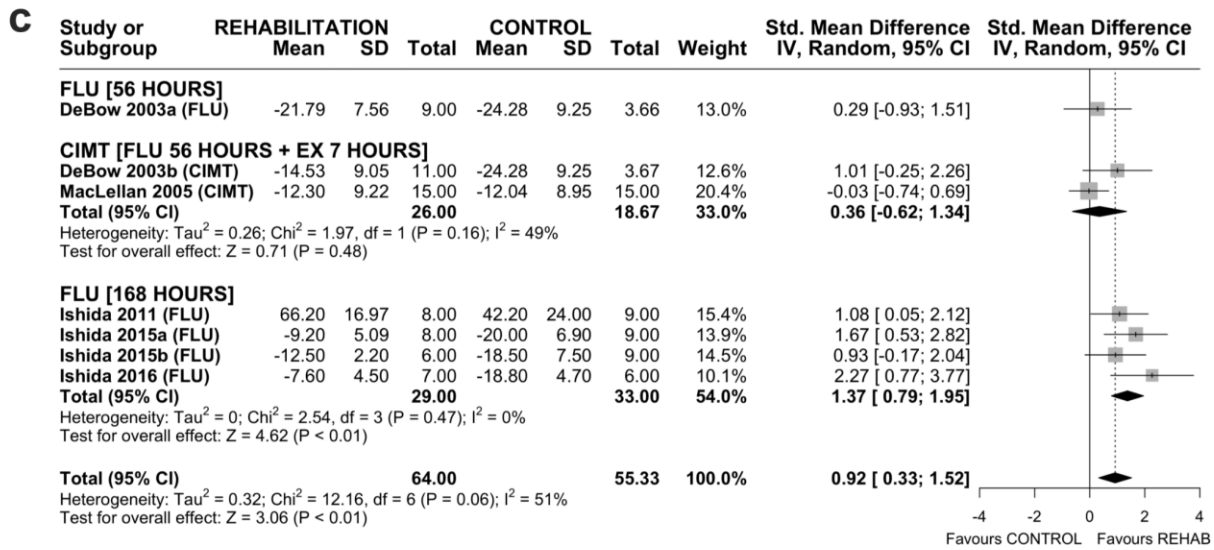 C
Study or REHABILITATION CONTROL Std. Mean Difference Std. Mean Difference
Subgroup Mean SD Total Mean SD Total Weight IV, Random, 95% CI IV, Random, 95% CI
FLU [56 HOURS]
DeBow 2003a (FLU) -21.79 7.56 9.00 -24.28 9.25 3.66 13.0% 0.29 [-0.93; 1.51]
CIMT [FLU 56 HOURS + EX 7 HOURS]
DeBow 2003b (CIMT) -14.53 9.05 11.00 -24.28 9.25 3.67 12.6% 1.01 [-0.25; 2.26]
MacLellan 2005 (CIMT) -12.30 9.22 15.00 -12.04 8.95 15.00 20.4% -0.03 [-0.74; 0.69]
Total (95% CI) 26.00 18.67 33.0% 0.36 [-0.62; 1.34]
Heterogeneity: Tau² = 0.26; Chi² = 1.97, df = 1 (P = 0.16); I² = 49%
Test for overall effect: Z = 0.71 (P = 0.48)
FLU [168 HOURS]
Ishida 2011 (FLU) 66.20 16.97 8.00 42.20 24.00 9.00 15.4% 1.08 [ 0.05; 2.12]
Ishida 2015a (FLU) -9.20 5.09 8.00 -20.00 6.90 9.00 13.9% 1.67 [ 0.53; 2.82]
Ishida 2015b (FLU) -12.50 2.20 6.00 -18.50 7.50 9.00 14.5% 0.93 [-0.17; 2.04]
Ishida 2016 (FLU) -7.60 4.50 7.00 -18.80 4.70 6.00 10.1% 2.27 [ 0.77; 3.77]
Total (95% CI) 29.00 33.00 54.0% 1.37 [ 0.79; 1.95]
Heterogeneity: Tau² = 0; Chi² = 2.54, df = 3 (P = 0.47); I² = 0%
Test for overall effect: Z = 4.62 (P < 0.01)
Total (95% CI) 64.00 55.33 100.0% 0.92 [ 0.33; 1.52]
Heterogeneity: Tau² = 0.32; Chi² = 12.16, df = 6 (P = 0.06); I² = 51%
Test for overall effect: Z = 3.06 (P < 0.01)
-4 -2 0 2 4
Favours CONTROL Favours REHAB